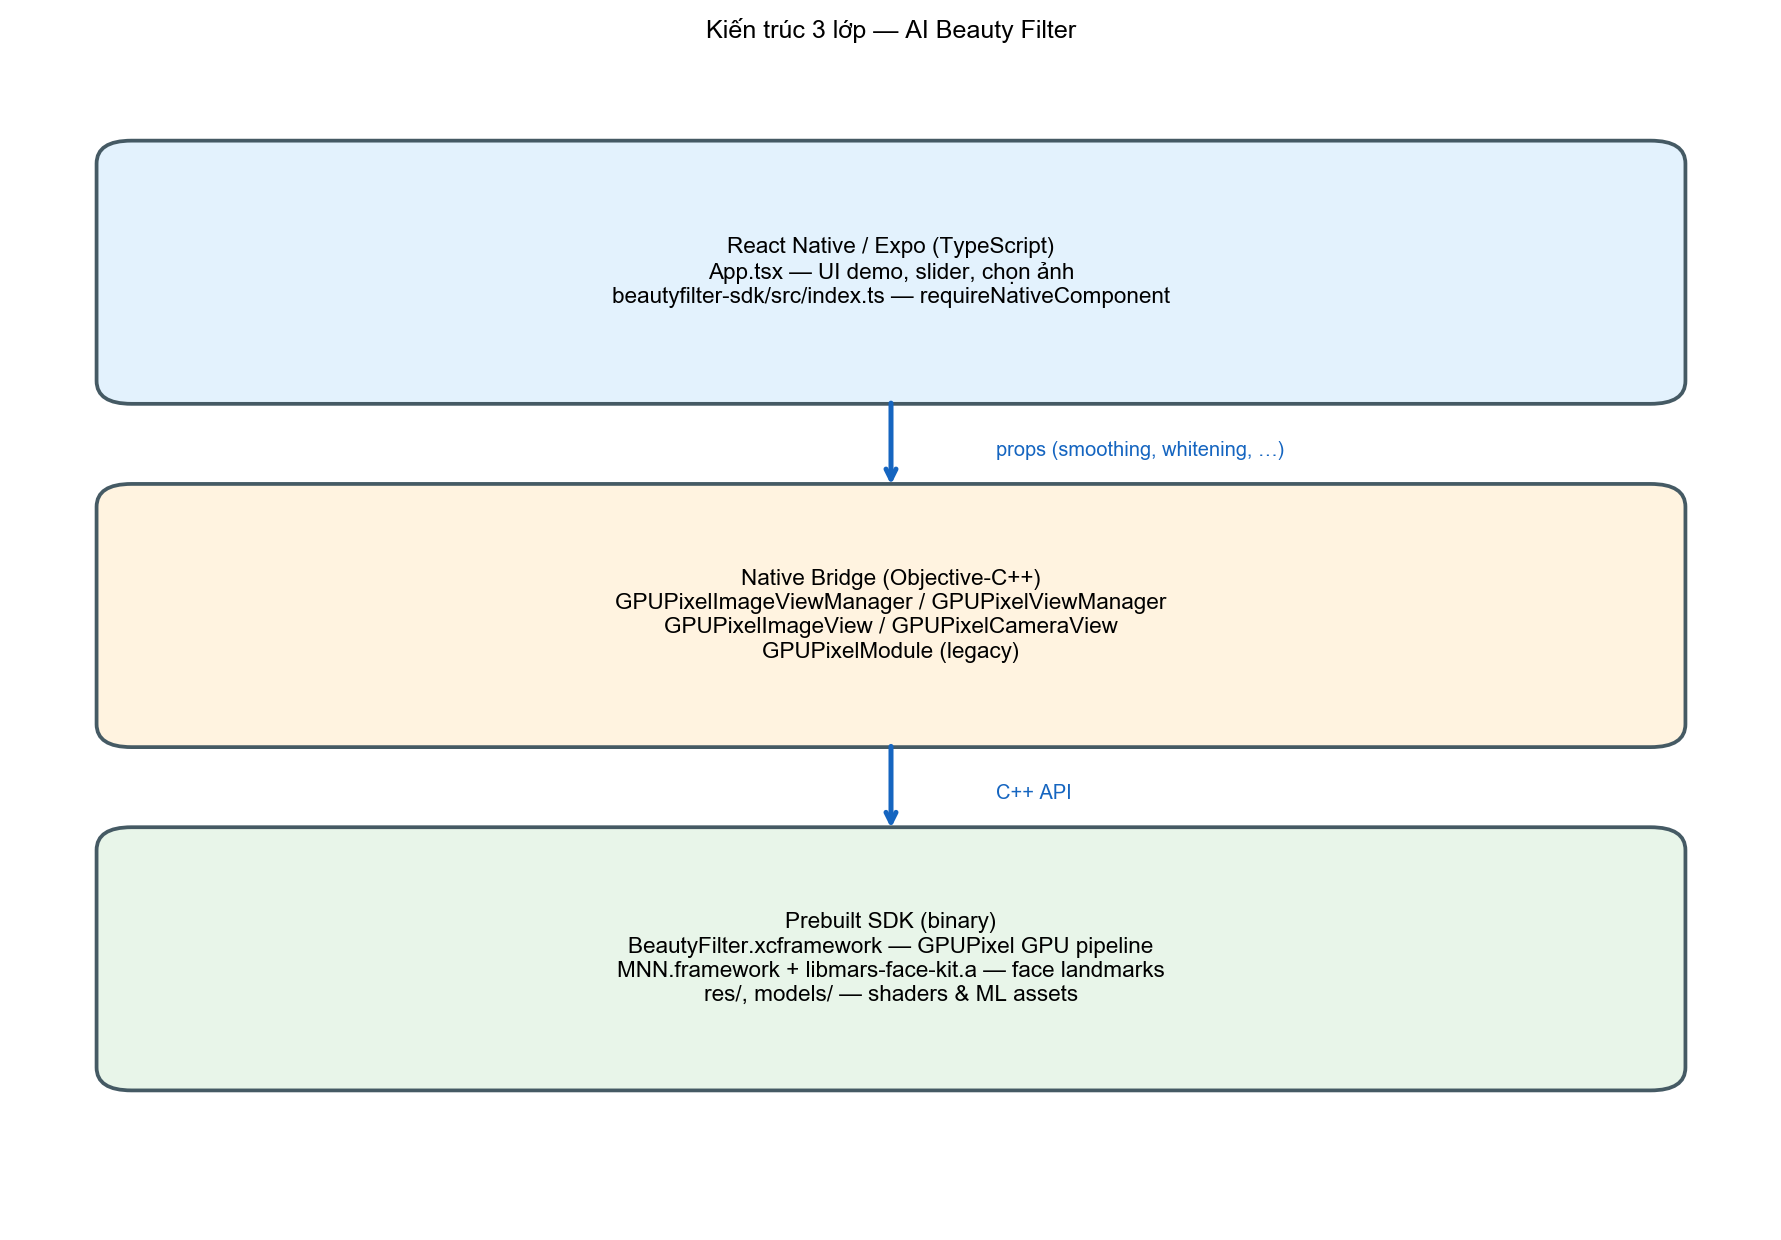 Kiến trúc 3 lớp — AI Beauty Filter
React Native / Expo (TypeScript)
App.tsx — UI demo, slider, chọn ảnh
beautyfilter-sdk/src/index.ts — requireNativeComponent
props (smoothing, whitening, …)
Native Bridge (Objective-C++)
GPUPixelImageViewManager / GPUPixelViewManager
GPUPixelImageView / GPUPixelCameraView
GPUPixelModule (legacy)
C++ API
Prebuilt SDK (binary)
BeautyFilter.xcframework — GPUPixel GPU pipeline
MNN.framework + libmars-face-kit.a — face landmarks
res/, models/ — shaders & ML assets